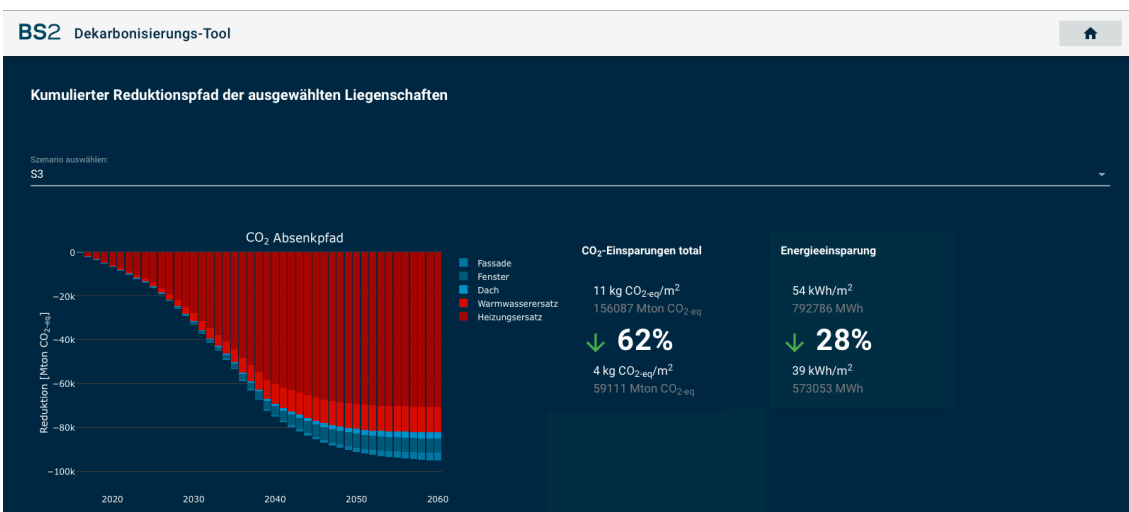 BS2 Dekarbonisierungs-Tool
Kumulierter Reduktionspfad der ausgewählten Liegenschaften
Szenario auswählen:
S3
CO₂ Absenkpfad
Reduktion [Mton CO₂₋eq]
0
−20k
−40k
−60k
−80k
−100k
2020 2030 2040 2050 2060
Fassade
Fenster
Dach
Warmwasserersatz
Heizungsersatz
CO₂-Einsparungen total
11 kg CO₂₋eq/m²
156087 Mton CO₂₋eq
↓ 62%
4 kg CO₂₋eq/m²
59111 Mton CO₂₋eq
Energieeinsparung
54 kWh/m²
792786 MWh
↓ 28%
39 kWh/m²
573053 MWh